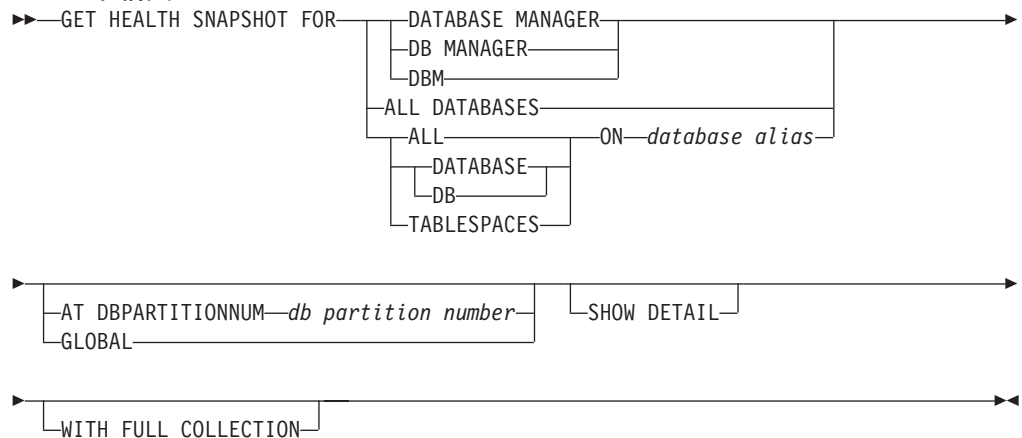 GET HEALTH SNAPSHOT FOR DATABASE MANAGER
DB MANAGER
DBM
ALL DATABASES
ALL ON database alias
DATABASE
DB
TABLESPACES
AT DBPARTITIONNUM db partition number SHOW DETAIL
GLOBAL
WITH FULL COLLECTION